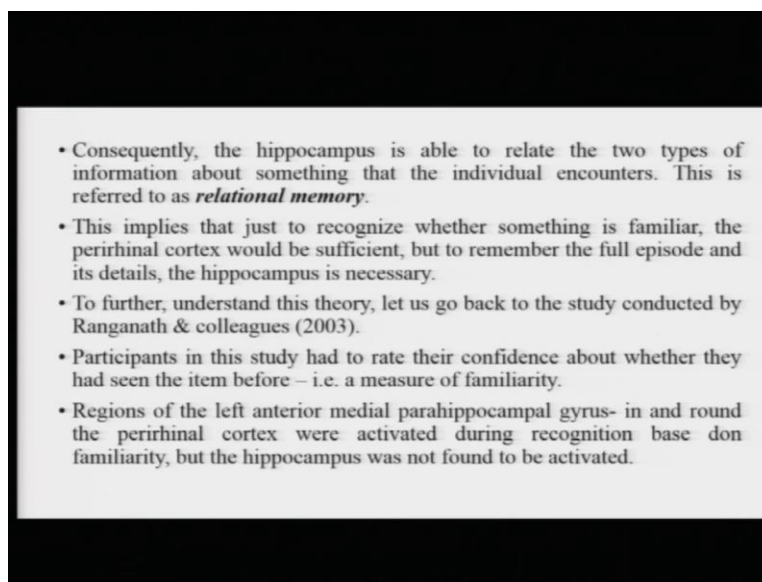 • Consequently, the hippocampus is able to relate the two types of
information about something that the individual encounters. This is
referred to as relational memory.
• This implies that just to recognize whether something is familiar, the
perirhinal cortex would be sufficient, but to remember the full episode and
its details, the hippocampus is necessary.
• To further, understand this theory, let us go back to the study conducted by
Ranganath & colleagues (2003).
• Participants in this study had to rate their confidence about whether they
had seen the item before – i.e. a measure of familiarity.
• Regions of the left anterior medial parahippocampal gyrus- in and round
the perirhinal cortex were activated during recognition base don
familiarity, but the hippocampus was not found to be activated.